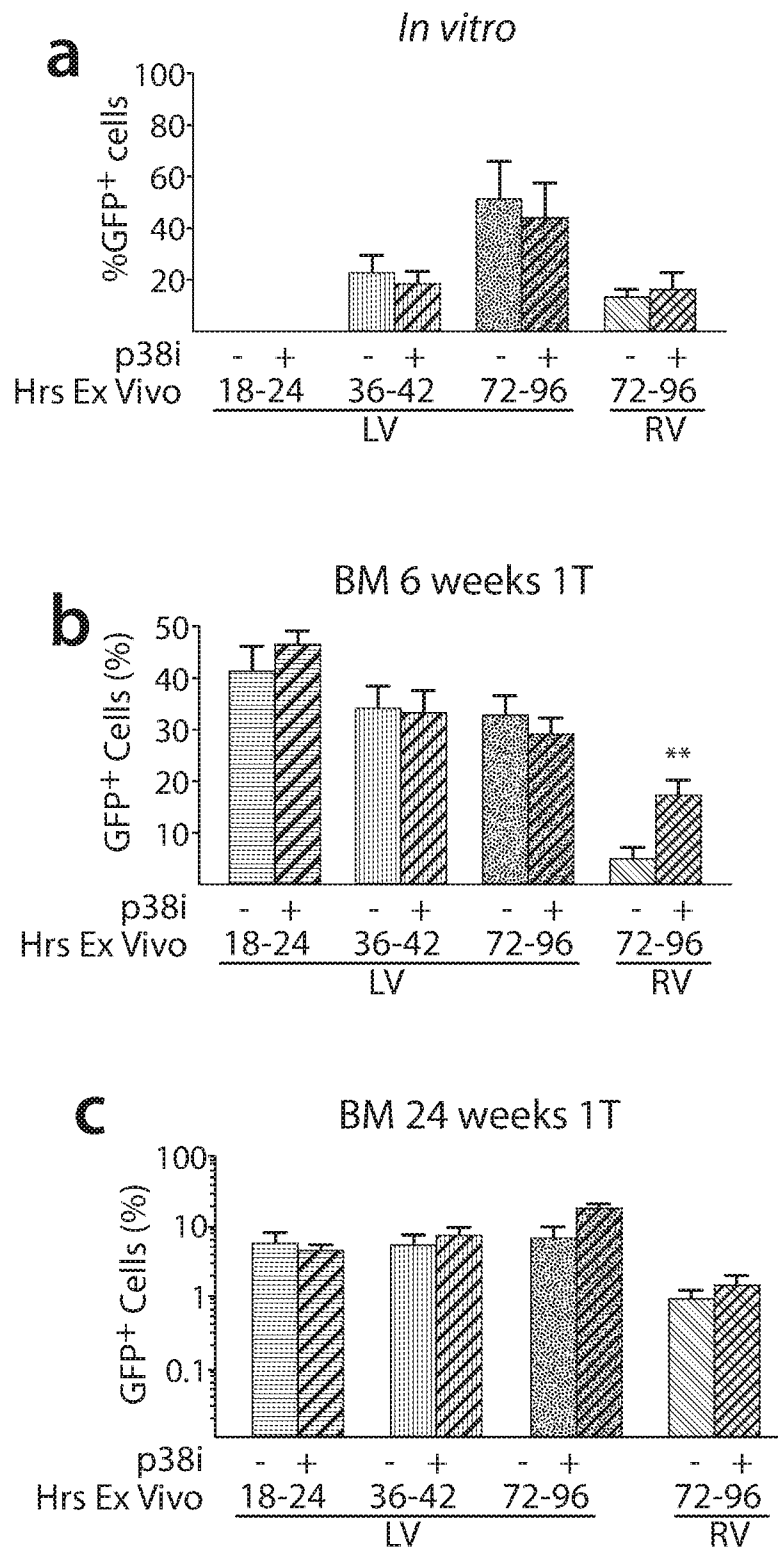 a
In vitro
%GFP+ cells
100
80
60
40
20
p38i - + - + - + - +
Hrs Ex Vivo 18-24 36-42 72-96 72-96
LV RV
b
BM 6 weeks 1T
GFP+ Cells (%)
50
40
30
20
10
**
p38i - + - + - + - +
Hrs Ex Vivo 18-24 36-42 72-96 72-96
LV RV
c
BM 24 weeks 1T
GFP+ Cells (%)
100
10
1
0.1
p38i - + - + - + - +
Hrs Ex Vivo 18-24 36-42 72-96 72-96
LV RV